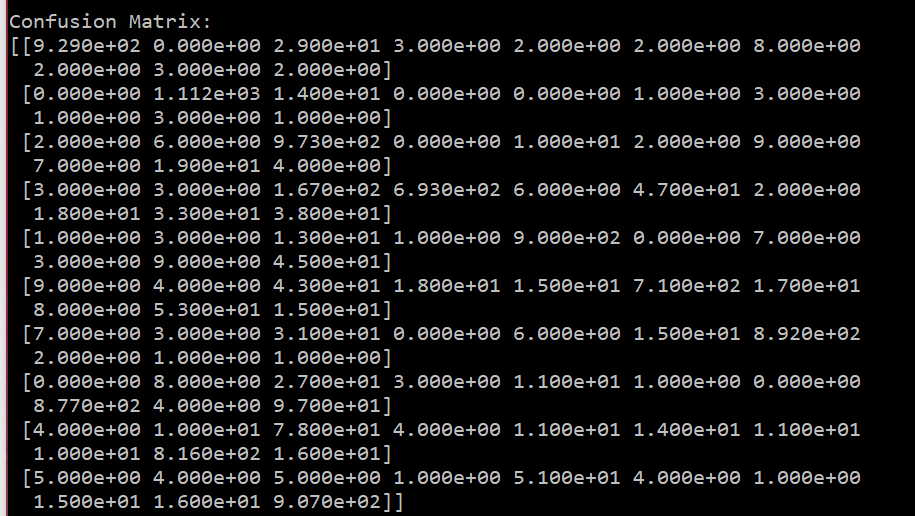 Confusion Matrix:
[[9.290e+02 0.000e+00 2.900e+01 3.000e+00 2.000e+00 2.000e+00 8.000e+00
2.000e+00 3.000e+00 2.000e+00]
[0.000e+00 1.112e+03 1.400e+01 0.000e+00 0.000e+00 1.000e+00 3.000e+00
1.000e+00 3.000e+00 1.000e+00]
[2.000e+00 6.000e+00 9.730e+02 0.000e+00 1.000e+01 2.000e+00 9.000e+00
7.000e+00 1.900e+01 4.000e+00]
[3.000e+00 3.000e+00 1.670e+02 6.930e+02 6.000e+00 4.700e+01 2.000e+00
1.800e+01 3.300e+01 3.800e+01]
[1.000e+00 3.000e+00 1.300e+01 1.000e+00 9.000e+02 0.000e+00 7.000e+00
3.000e+00 9.000e+00 4.500e+01]
[9.000e+00 4.000e+00 4.300e+01 1.800e+01 1.500e+01 7.100e+02 1.700e+01
8.000e+00 5.300e+01 1.500e+01]
[7.000e+00 3.000e+00 3.100e+01 0.000e+00 6.000e+00 1.500e+01 8.920e+02
2.000e+00 1.000e+00 1.000e+00]
[0.000e+00 8.000e+00 2.700e+01 3.000e+00 1.100e+01 1.000e+00 0.000e+00
8.770e+02 4.000e+00 9.700e+01]
[4.000e+00 1.000e+01 7.800e+01 4.000e+00 1.100e+01 1.400e+01 1.100e+01
1.000e+01 8.160e+02 1.600e+01]
[5.000e+00 4.000e+00 5.000e+00 1.000e+00 5.100e+01 4.000e+00 1.000e+00
1.500e+01 1.600e+01 9.070e+02]]